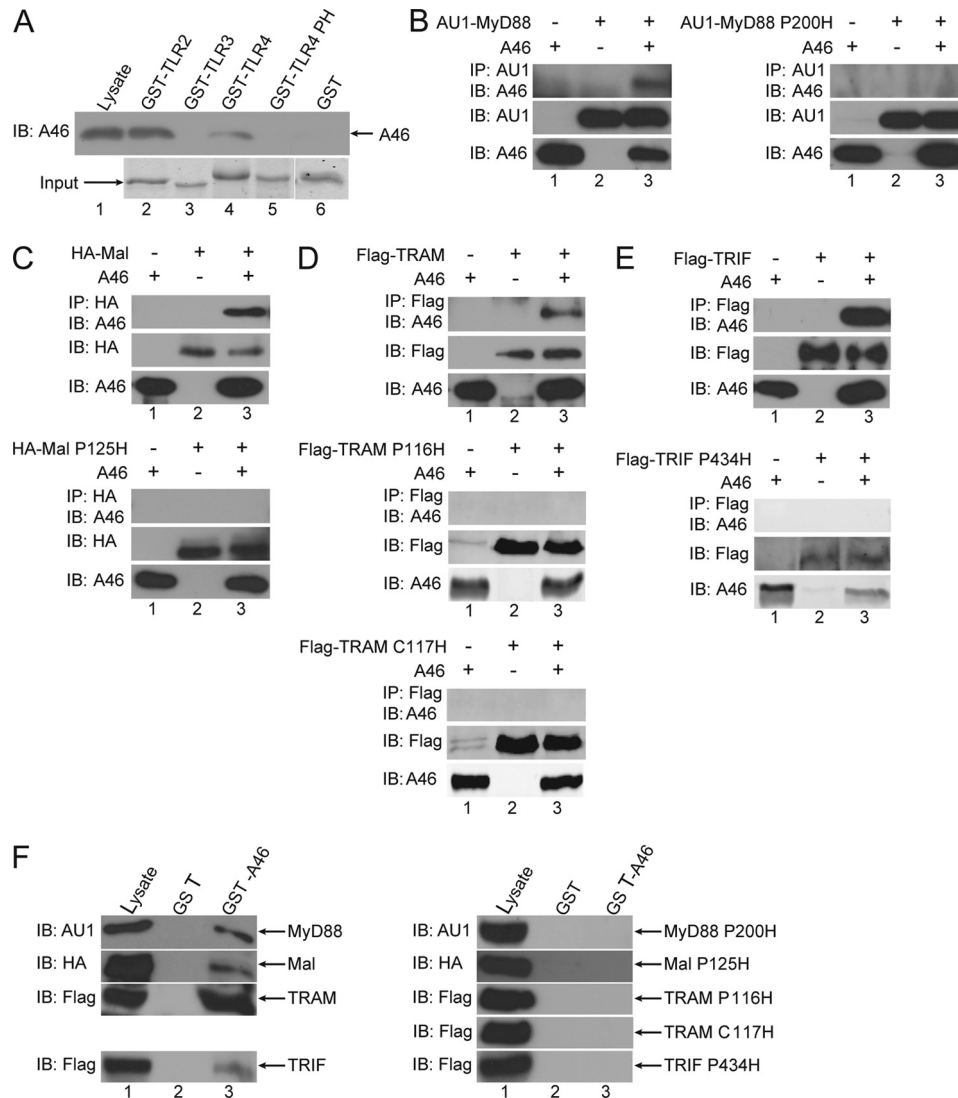 A
Lysate GST-TLR2 GST-TLR3 GST-TLR4 GST-TLR4 PH GST
IB: A46
A46
Input
1 2 3 4 5 6
B
AU1-MyD88 - + +
A46 + - +
IP: AU1
IB: A46
IB: AU1
IB: A46
1 2 3
AU1-MyD88 P200H - + +
A46 + - +
IP: AU1
IB: A46
IB: AU1
IB: A46
1 2 3
C
HA-Mal - + +
A46 + - +
IP: HA
IB: A46
IB: HA
IB: A46
1 2 3
HA-Mal P125H - + +
A46 + - +
IP: HA
IB: A46
IB: HA
IB: A46
1 2 3
D
Flag-TRAM - + +
A46 + - +
IP: Flag
IB: A46
IB: Flag
IB: A46
1 2 3
Flag-TRAM P116H - + +
A46 + - +
IP: Flag
IB: A46
IB: Flag
IB: A46
1 2 3
Flag-TRAM C117H - + +
A46 + - +
IP: Flag
IB: A46
IB: Flag
IB: A46
1 2 3
E
Flag-TRIF - + +
A46 + - +
IP: Flag
IB: A46
IB: Flag
IB: A46
1 2 3
Flag-TRIF P434H - + +
A46 + - +
IP: Flag
IB: A46
IB: Flag
IB: A46
1 2 3
F
Lysate GS T GST -A46
IB: AU1 MyD88
IB: HA Mal
IB: Flag TRAM
IB: Flag TRIF
1 2 3
Lysate GST GS T-A46
IB: AU1 MyD88 P200H
IB: HA Mal P125H
IB: Flag TRAM P116H
IB: Flag TRAM C117H
IB: Flag TRIF P434H
1 2 3